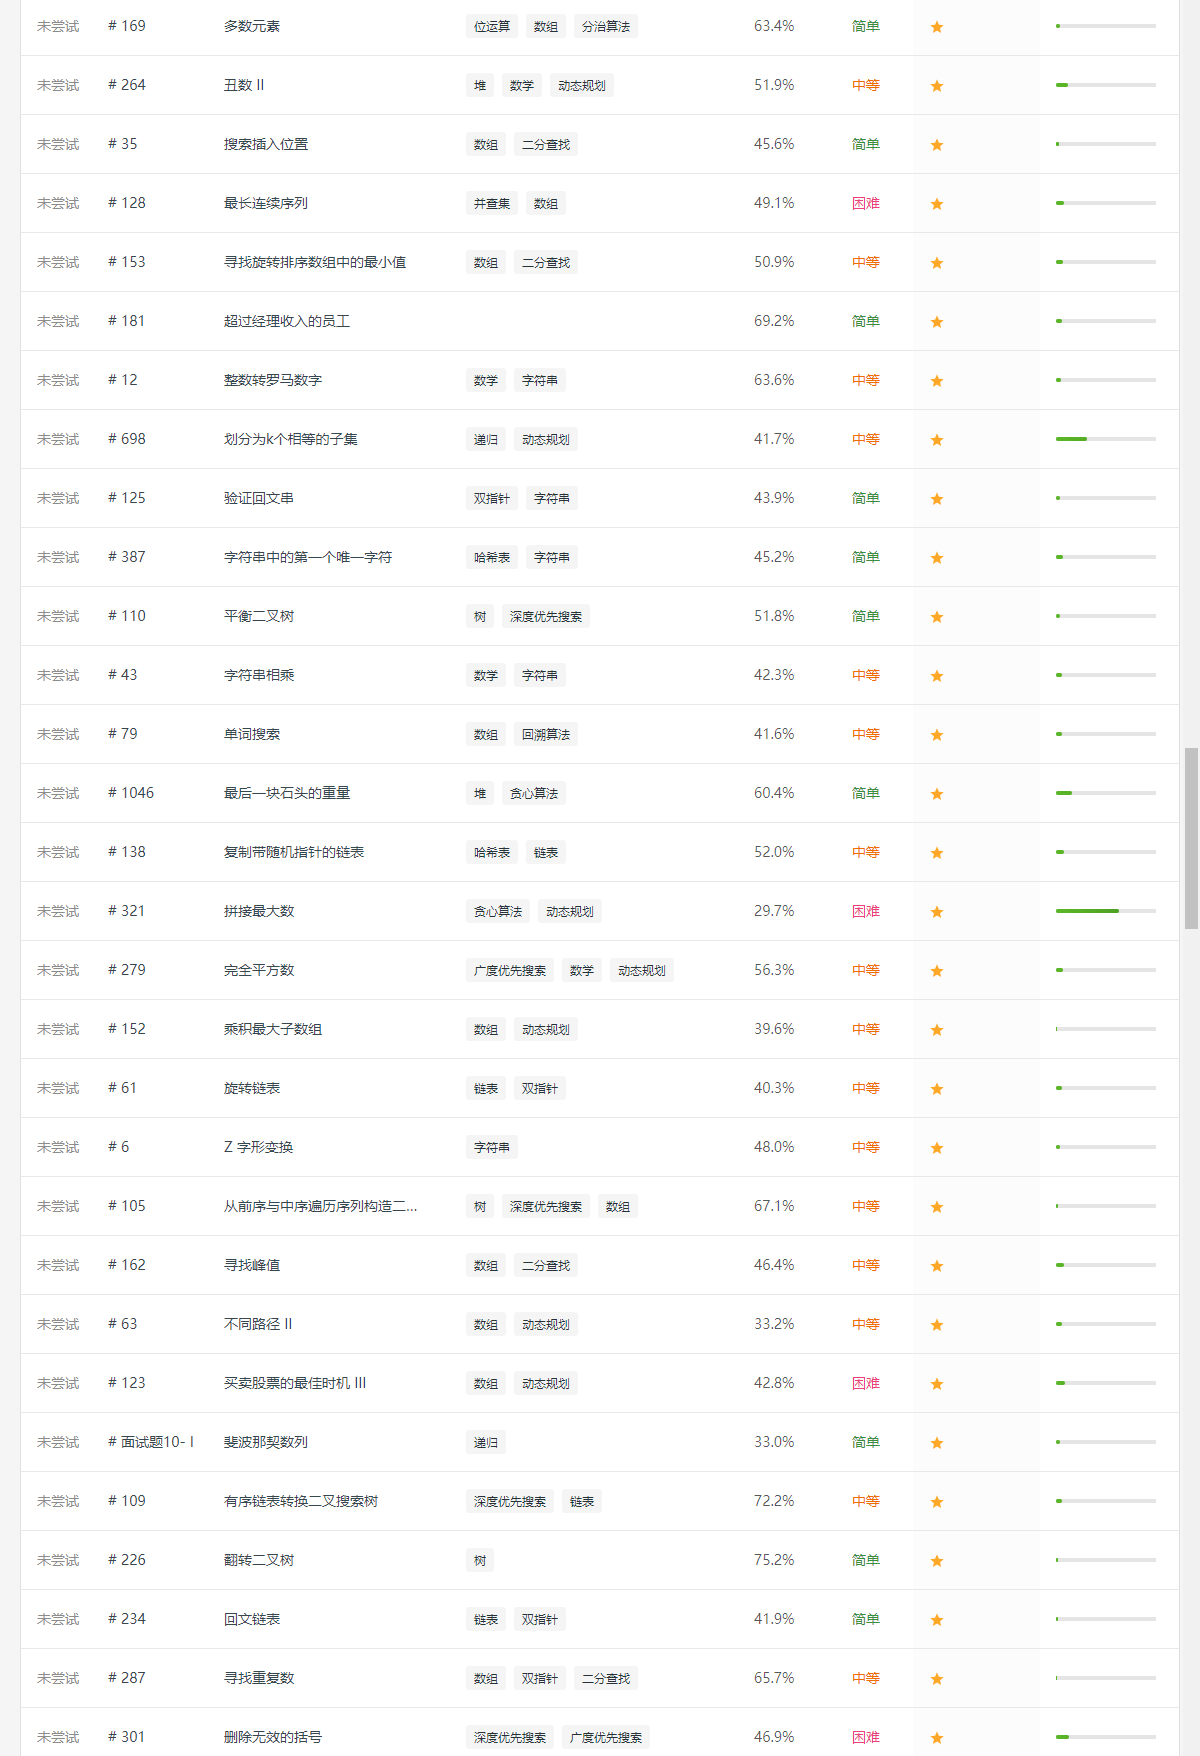 未尝试 # 169 多数元素 位运算 数组 分治算法 63.4% 简单
未尝试 # 264 丑数 II 堆 数学 动态规划 51.9% 中等
未尝试 # 35 搜索插入位置 数组 二分查找 45.6% 简单
未尝试 # 128 最长连续序列 并查集 数组 49.1% 困难
未尝试 # 153 寻找旋转排序数组中的最小值 数组 二分查找 50.9% 中等
未尝试 # 181 超过经理收入的员工 69.2% 简单
未尝试 # 12 整数转罗马数字 数学 字符串 63.6% 中等
未尝试 # 698 划分为k个相等的子集 递归 动态规划 41.7% 中等
未尝试 # 125 验证回文串 双指针 字符串 43.9% 简单
未尝试 # 387 字符串中的第一个唯一字符 哈希表 字符串 45.2% 简单
未尝试 # 110 平衡二叉树 树 深度优先搜索 51.8% 简单
未尝试 # 43 字符串相乘 数学 字符串 42.3% 中等
未尝试 # 79 单词搜索 数组 回溯算法 41.6% 中等
未尝试 # 1046 最后一块石头的重量 堆 贪心算法 60.4% 简单
未尝试 # 138 复制带随机指针的链表 哈希表 链表 52.0% 中等
未尝试 # 321 拼接最大数 贪心算法 动态规划 29.7% 困难
未尝试 # 279 完全平方数 广度优先搜索 数学 动态规划 56.3% 中等
未尝试 # 152 乘积最大子数组 数组 动态规划 39.6% 中等
未尝试 # 61 旋转链表 链表 双指针 40.3% 中等
未尝试 # 6 Z 字形变换 字符串 48.0% 中等
未尝试 # 105 从前序与中序遍历序列构造二... 树 深度优先搜索 数组 67.1% 中等
未尝试 # 162 寻找峰值 数组 二分查找 46.4% 中等
未尝试 # 63 不同路径 II 数组 动态规划 33.2% 中等
未尝试 # 123 买卖股票的最佳时机 III 数组 动态规划 42.8% 困难
未尝试 # 面试题10- I 斐波那契数列 递归 33.0% 简单
未尝试 # 109 有序链表转换二叉搜索树 深度优先搜索 链表 72.2% 中等
未尝试 # 226 翻转二叉树 树 75.2% 简单
未尝试 # 234 回文链表 链表 双指针 41.9% 简单
未尝试 # 287 寻找重复数 数组 双指针 二分查找 65.7% 中等
未尝试 # 301 删除无效的括号 深度优先搜索 广度优先搜索 46.9% 困难